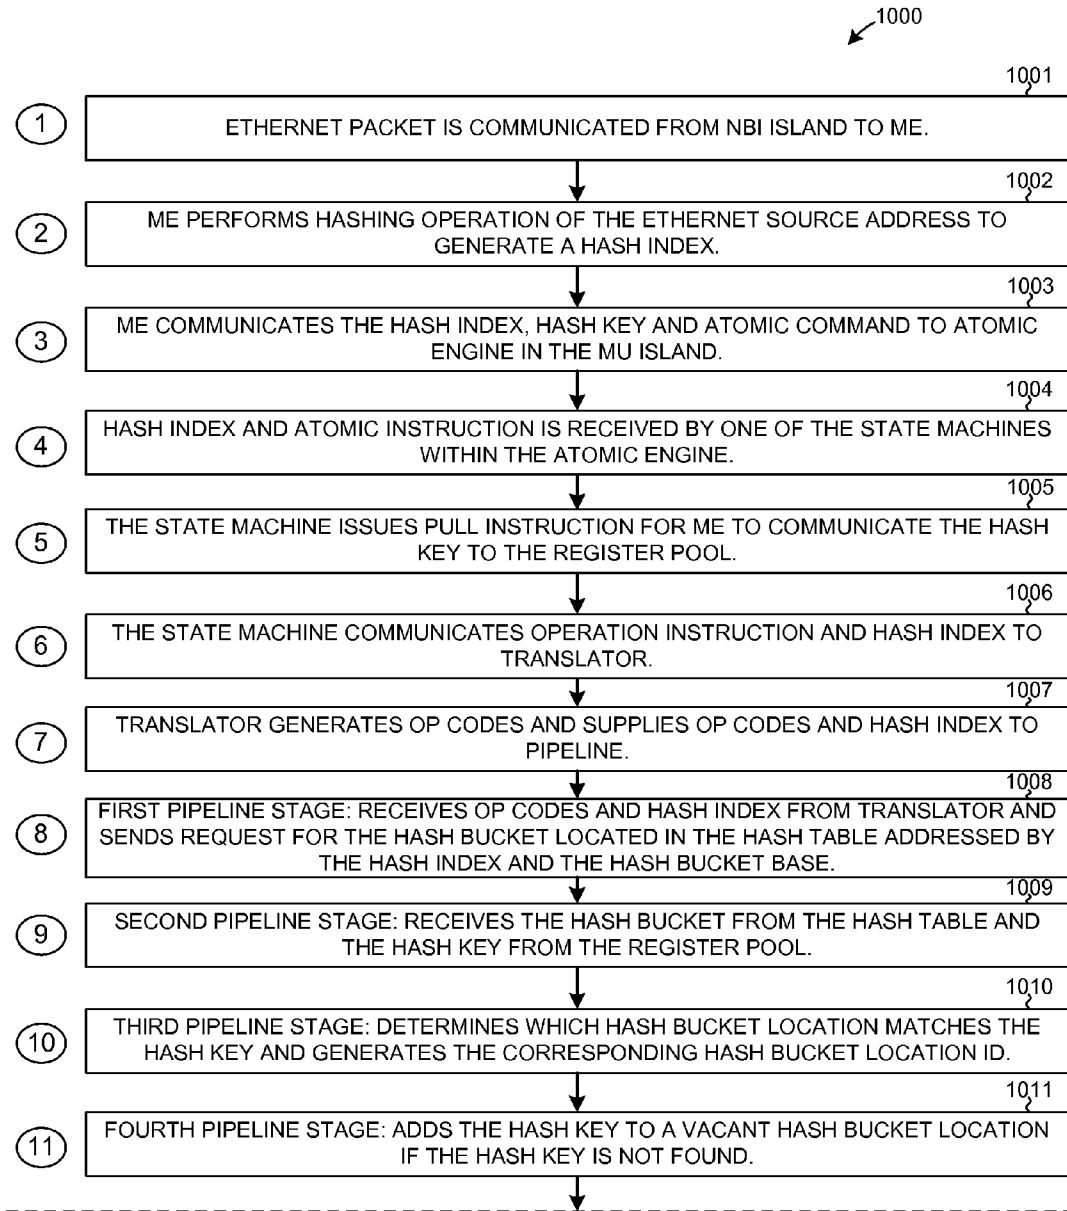 1000
1001
1
ETHERNET PACKET IS COMMUNICATED FROM NBI ISLAND TO ME.
1002
2
ME PERFORMS HASHING OPERATION OF THE ETHERNET SOURCE ADDRESS TO
GENERATE A HASH INDEX.
1003
3
ME COMMUNICATES THE HASH INDEX, HASH KEY AND ATOMIC COMMAND TO ATOMIC
ENGINE IN THE MU ISLAND.
1004
4
HASH INDEX AND ATOMIC INSTRUCTION IS RECEIVED BY ONE OF THE STATE MACHINES
WITHIN THE ATOMIC ENGINE.
1005
5
THE STATE MACHINE ISSUES PULL INSTRUCTION FOR ME TO COMMUNICATE THE HASH
KEY TO THE REGISTER POOL.
1006
6
THE STATE MACHINE COMMUNICATES OPERATION INSTRUCTION AND HASH INDEX TO
TRANSLATOR.
1007
7
TRANSLATOR GENERATES OP CODES AND SUPPLIES OP CODES AND HASH INDEX TO
PIPELINE.
1008
8
FIRST PIPELINE STAGE: RECEIVES OP CODES AND HASH INDEX FROM TRANSLATOR AND
SENDS REQUEST FOR THE HASH BUCKET LOCATED IN THE HASH TABLE ADDRESSED BY
THE HASH INDEX AND THE HASH BUCKET BASE.
1009
9
SECOND PIPELINE STAGE: RECEIVES THE HASH BUCKET FROM THE HASH TABLE AND
THE HASH KEY FROM THE REGISTER POOL.
1010
10
THIRD PIPELINE STAGE: DETERMINES WHICH HASH BUCKET LOCATION MATCHES THE
HASH KEY AND GENERATES THE CORRESPONDING HASH BUCKET LOCATION ID.
1011
11
FOURTH PIPELINE STAGE: ADDS THE HASH KEY TO A VACANT HASH BUCKET LOCATION
IF THE HASH KEY IS NOT FOUND.